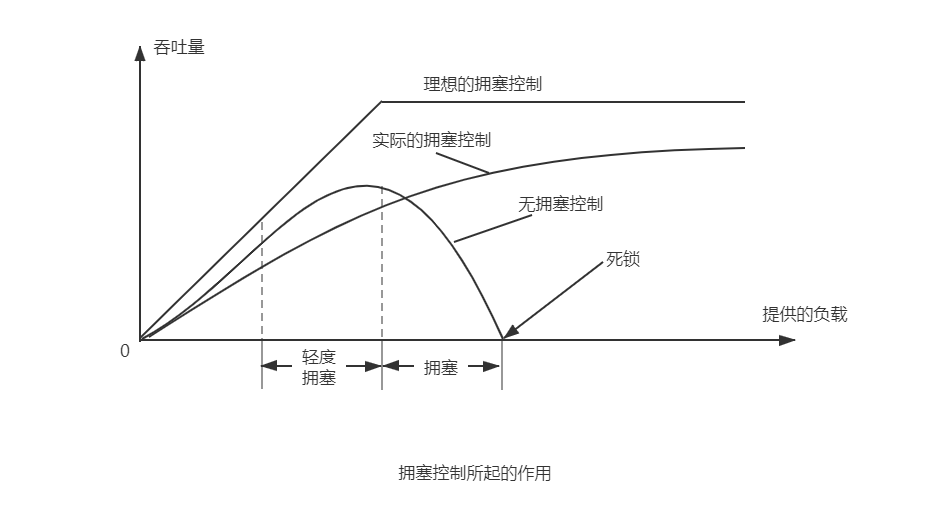 吞吐量
理想的拥塞控制
实际的拥塞控制
无拥塞控制
死锁
提供的负载
0
轻度
拥塞
拥塞
拥塞控制所起的作用